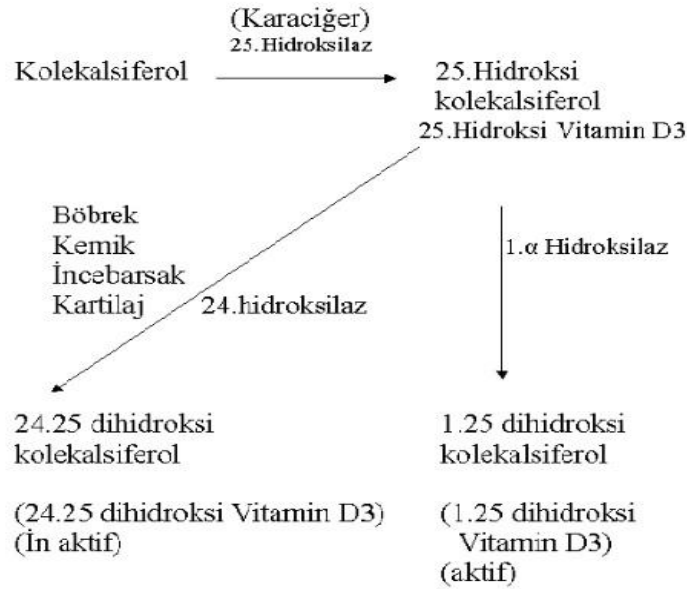 (Karaciğer)
25.Hidroksilaz
Kolekalsiferol
25.Hidroksi
kolekalsiferol
25.Hidroksi Vitamin D3
Böbrek
Kemik
İncebarsak
Kartilaj
24.hidroksilaz
1.α Hidroksilaz
24.25 dihidroksi
kolekalsiferol
(24.25 dihidroksi Vitamin D3)
(İn aktif)
1.25 dihidroksi
kolekalsiferol
(1.25 dihidroksi
Vitamin D3)
(aktif)